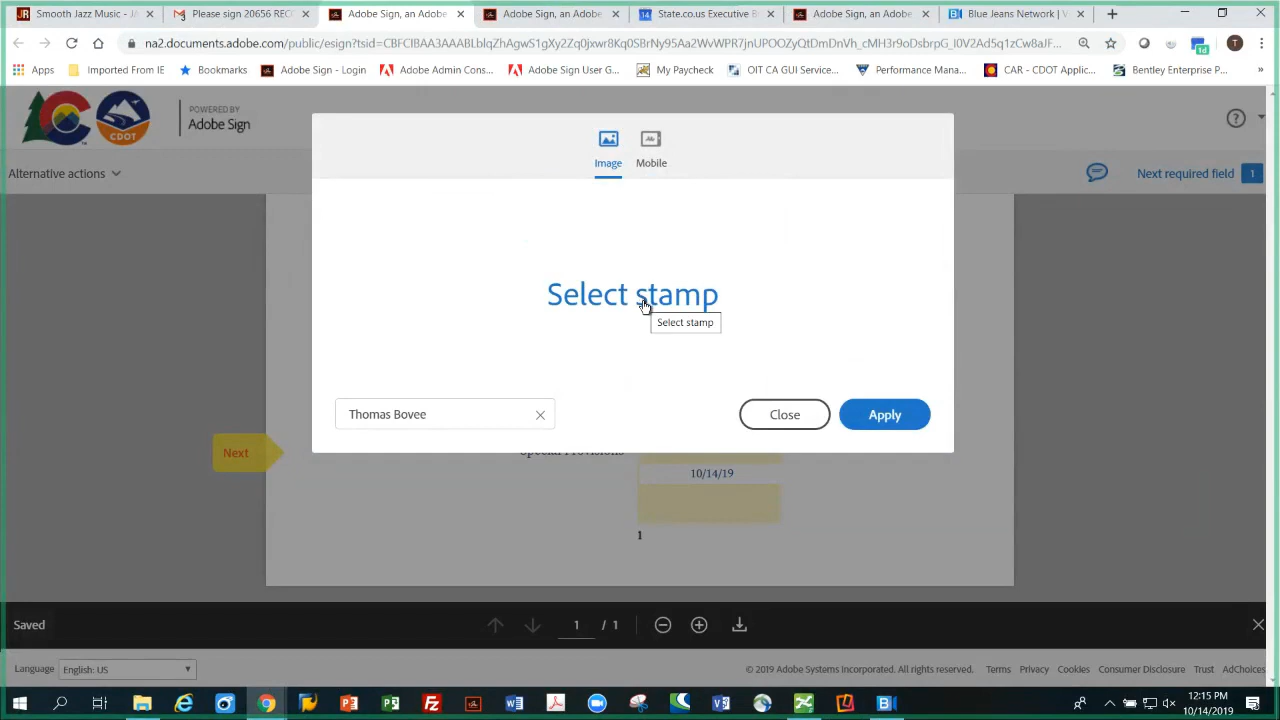 Smooth Jazz Music - JA
Please sign 20656 REC
Adobe Sign, an Adobe
Adobe Sign, an Adobe
State.co.us Executive B
Adobe Sign, an Adobe
Blue Jeans Network | W
na2.documents.adobe.com/public/esign?tsid=
Apps
Imported From IE
Bookmarks
Adobe Sign - Login
Adobe Admin Cons...
Adobe Sign User G...
My Paycheck
OIT CA GUI Service...
Performance Mana...
CAR - CDOT Applic...
Bentley Enterprise P...
»
1d
T
CDOT
POWERED BY
Adobe Sign
Image
Mobile
Alternative actions
Next required field 1
Select stamp
Select stamp
Thomas Bovee
Close
Apply
Next
Special Provisions
10/14/19
1
Saved
1 / 1
Language
English: US
© 2019 Adobe Systems Incorporated. All rights reserved.
Terms
Privacy
Cookies
Consumer Disclosure
Trust
AdChoices
12:15 PM
10/14/2019